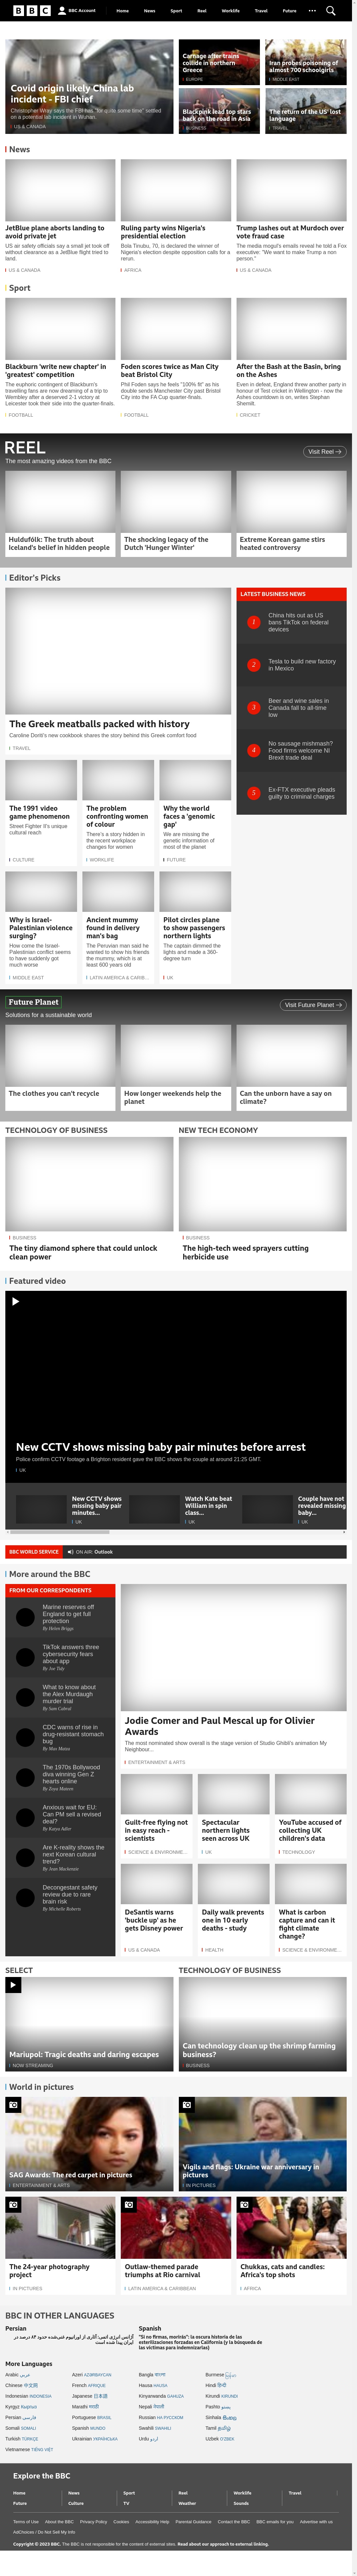 BBC
BBC Account
Home
News
Sport
Reel
Worklife
Travel
Future
Covid origin likely China lab incident - FBI chief
Christopher Wray says the FBI has "for quite some time" settled on a potential lab incident in Wuhan.
US & CANADA
Carnage after trains collide in northern Greece
EUROPE
Iran probes poisoning of almost 700 schoolgirls
MIDDLE EAST
Blackpink lead top stars back on the road in Asia
BUSINESS
The return of the US' lost language
TRAVEL
News
JetBlue plane aborts landing to avoid private jet
US air safety officials say a small jet took off without clearance as a JetBlue flight tried to land.
US & CANADA
Ruling party wins Nigeria's presidential election
Bola Tinubu, 70, is declared the winner of Nigeria's election despite opposition calls for a rerun.
AFRICA
Trump lashes out at Murdoch over vote fraud case
The media mogul's emails reveal he told a Fox executive: "We want to make Trump a non person."
US & CANADA
Sport
Blackburn 'write new chapter' in 'greatest' competition
The euphoric contingent of Blackburn's travelling fans are now dreaming of a trip to Wembley after a deserved 2-1 victory at Leicester took their side into the quarter-finals.
FOOTBALL
Foden scores twice as Man City beat Bristol City
Phil Foden says he feels "100% fit" as his double sends Manchester City past Bristol City into the FA Cup quarter-finals.
FOOTBALL
After the Bash at the Basin, bring on the Ashes
Even in defeat, England threw another party in honour of Test cricket in Wellington - now the Ashes countdown is on, writes Stephan Shemilt.
CRICKET
REEL
The most amazing videos from the BBC
Visit Reel
Huldufólk: The truth about Iceland's belief in hidden people
The shocking legacy of the Dutch 'Hunger Winter'
Extreme Korean game stirs heated controversy
Editor's Picks
The Greek meatballs packed with history
Caroline Dotti's new cookbook shares the story behind this Greek comfort food
TRAVEL
LATEST BUSINESS NEWS
1 China hits out as US bans TikTok on federal devices
2 Tesla to build new factory in Mexico
3 Beer and wine sales in Canada fall to all-time low
4 No sausage mishmash? Food firms welcome NI Brexit trade deal
5 Ex-FTX executive pleads guilty to criminal charges
The 1991 video game phenomenon
Street Fighter II's unique cultural reach
CULTURE
The problem confronting women of colour
There's a story hidden in the recent workplace changes for women
WORKLIFE
Why the world faces a 'genomic gap'
We are missing the genetic information of most of the planet
FUTURE
Why is Israel-Palestinian violence surging?
How come the Israel-Palestinian conflict seems to have suddenly got much worse
MIDDLE EAST
Ancient mummy found in delivery man's bag
The Peruvian man said he wanted to show his friends the mummy, which is at least 600 years old
LATIN AMERICA & CARIB...
Pilot circles plane to show passengers northern lights
The captain dimmed the lights and made a 360-degree turn
UK
Future Planet
Solutions for a sustainable world
Visit Future Planet
The clothes you can't recycle
How longer weekends help the planet
Can the unborn have a say on climate?
TECHNOLOGY OF BUSINESS
BUSINESS
The tiny diamond sphere that could unlock clean power
NEW TECH ECONOMY
BUSINESS
The high-tech weed sprayers cutting herbicide use
Featured video
New CCTV shows missing baby pair minutes before arrest
Police confirm CCTV footage a Brighton resident gave the BBC shows the couple at around 21:25 GMT.
UK
New CCTV shows missing baby pair minutes...
UK
Watch Kate beat William in spin class...
UK
Couple have not revealed missing baby...
UK
BBC WORLD SERVICE
ON AIR: Outlook
More around the BBC
FROM OUR CORRESPONDENTS
Marine reserves off England to get full protection
By Helen Briggs
TikTok answers three cybersecurity fears about app
By Joe Tidy
What to know about the Alex Murdaugh murder trial
By Sam Cabral
CDC warns of rise in drug-resistant stomach bug
By Max Matza
The 1970s Bollywood diva winning Gen Z hearts online
By Zoya Mateen
Anxious wait for EU: Can PM sell a revised deal?
By Katya Adler
Are K-reality shows the next Korean cultural trend?
By Jean Mackenzie
Decongestant safety review due to rare brain risk
By Michelle Roberts
Jodie Comer and Paul Mescal up for Olivier Awards
The most nominated show overall is the stage version of Studio Ghibli's animation My Neighbour...
ENTERTAINMENT & ARTS
Guilt-free flying not in easy reach - scientists
SCIENCE & ENVIRONME...
Spectacular northern lights seen across UK
UK
YouTube accused of collecting UK children's data
TECHNOLOGY
DeSantis warns 'buckle up' as he gets Disney power
US & CANADA
Daily walk prevents one in 10 early deaths - study
HEALTH
What is carbon capture and can it fight climate change?
SCIENCE & ENVIRONME...
SELECT
Mariupol: Tragic deaths and daring escapes
NOW STREAMING
TECHNOLOGY OF BUSINESS
Can technology clean up the shrimp farming business?
BUSINESS
World in pictures
SAG Awards: The red carpet in pictures
ENTERTAINMENT & ARTS
Vigils and flags: Ukraine war anniversary in pictures
IN PICTURES
The 24-year photography project
IN PICTURES
Outlaw-themed parade triumphs at Rio carnival
LATIN AMERICA & CARIBBEAN
Chukkas, cats and candles: Africa's top shots
AFRICA
BBC IN OTHER LANGUAGES
Persian
آژانس انرژی اتمی: آثاری از اورانیوم غنی‌شده حدود ۸۴ درصد در ایران پیدا شده است
Spanish
"Si no firmas, morirás": la oscura historia de las esterilizaciones forzadas en California (y la búsqueda de las víctimas para indemnizarlas)
More Languages
Arabic عربي
Azeri AZƏRBAYCAN
Bangla বাংলা
Burmese မြန်မာ
Chinese 中文网
French AFRIQUE
Hausa HAUSA
Hindi हिन्दी
Indonesian INDONESIA
Japanese 日本語
Kinyarwanda GAHUZA
Kirundi KIRUNDI
Kyrgyz Кыргыз
Marathi मराठी
Nepali नेपाली
Pashto پښتو
Persian فارسی
Portuguese BRASIL
Russian НА РУССКОМ
Sinhala සිංහල
Somali SOMALI
Spanish MUNDO
Swahili SWAHILI
Tamil தமிழ்
Turkish TÜRKÇE
Ukrainian УКРАЇНСЬКA
Urdu اردو
Uzbek O'ZBEK
Vietnamese TIẾNG VIỆT
Explore the BBC
Home
News
Sport
Reel
Worklife
Travel
Future
Culture
TV
Weather
Sounds
Terms of Use
About the BBC
Privacy Policy
Cookies
Accessibility Help
Parental Guidance
Contact the BBC
BBC emails for you
Advertise with us
AdChoices / Do Not Sell My Info
Copyright © 2023 BBC. The BBC is not responsible for the content of external sites. Read about our approach to external linking.